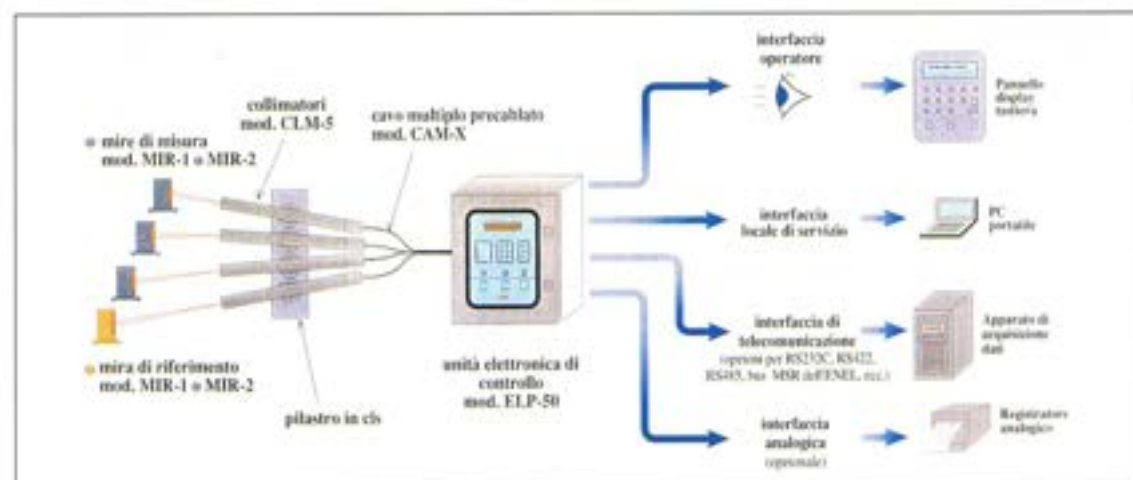 collimatori
mod. CLM-5
cavo multiplo precablato
mod. CAM-X
mire di misura
mod. MIR-1 o MIR-2
mira di riferimento
mod. MIR-1 o MIR-2
pilastro in cls
unità elettronica di
controllo
mod. ELP-50
interfaccia
operatore
Pannello
display
tastiera
interfaccia
locale di servizio
PC
portatile
interfaccia di
telecomunicazione
(opzioni per RS232C, RS422,
RS485, bus MSR dell'ENEL, ecc.)
Apparato di
acquisizione
dati
interfaccia
analogica
(opzionale)
Registratore
analogico